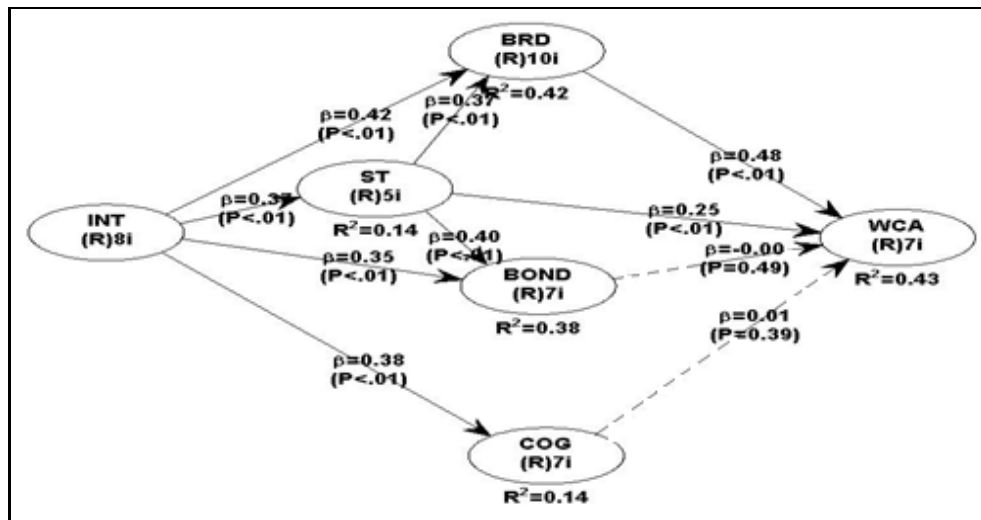 BRD
(R)10i
R²=0.42
β=0.42
(P<.01)
β=0.37
(P<.01)
ST
(R)5i
R²=0.14
β=0.48
(P<.01)
β=0.37
(P<.01)
INT
(R)8i
β=0.25
(P<.01)
WCA
(R)7i
R²=0.43
β=0.40
(P<.01)
β=0.35
(P<.01)
BOND
(R)7i
R²=0.38
β=-0.00
(P=0.49)
β=0.01
(P=0.39)
β=0.38
(P<.01)
COG
(R)7i
R²=0.14